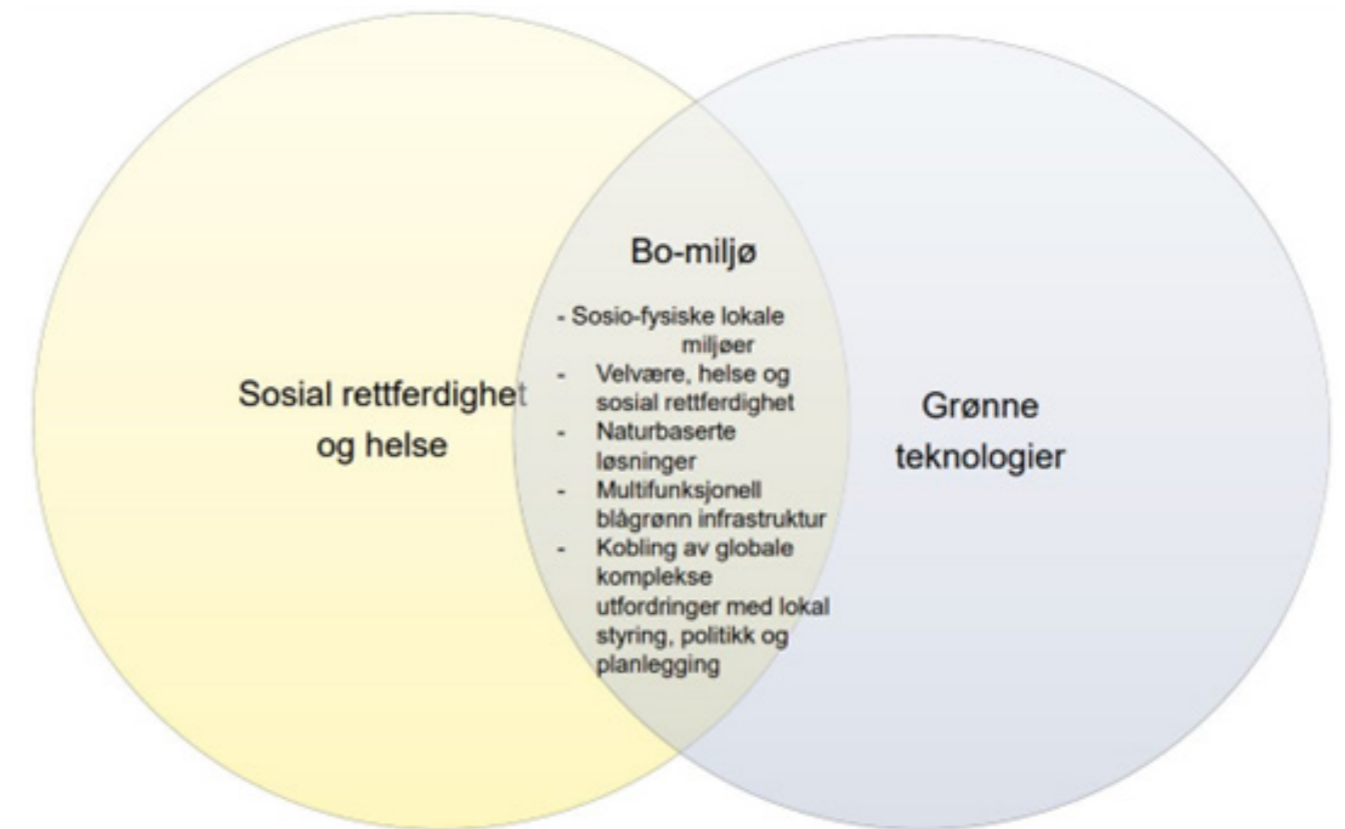 Sosial rettferdighet
og helse
Bo-miljø
- Sosio-fysiske lokale
miljøer
- Velvære, helse og
sosial rettferdighet
- Naturbaserte
løsninger
- Multifunksjonell
blågrønn infrastruktur
- Kobling av globale
komplekse
utfordringer med lokal
styring, politikk og
planlegging
Grønne
teknologier